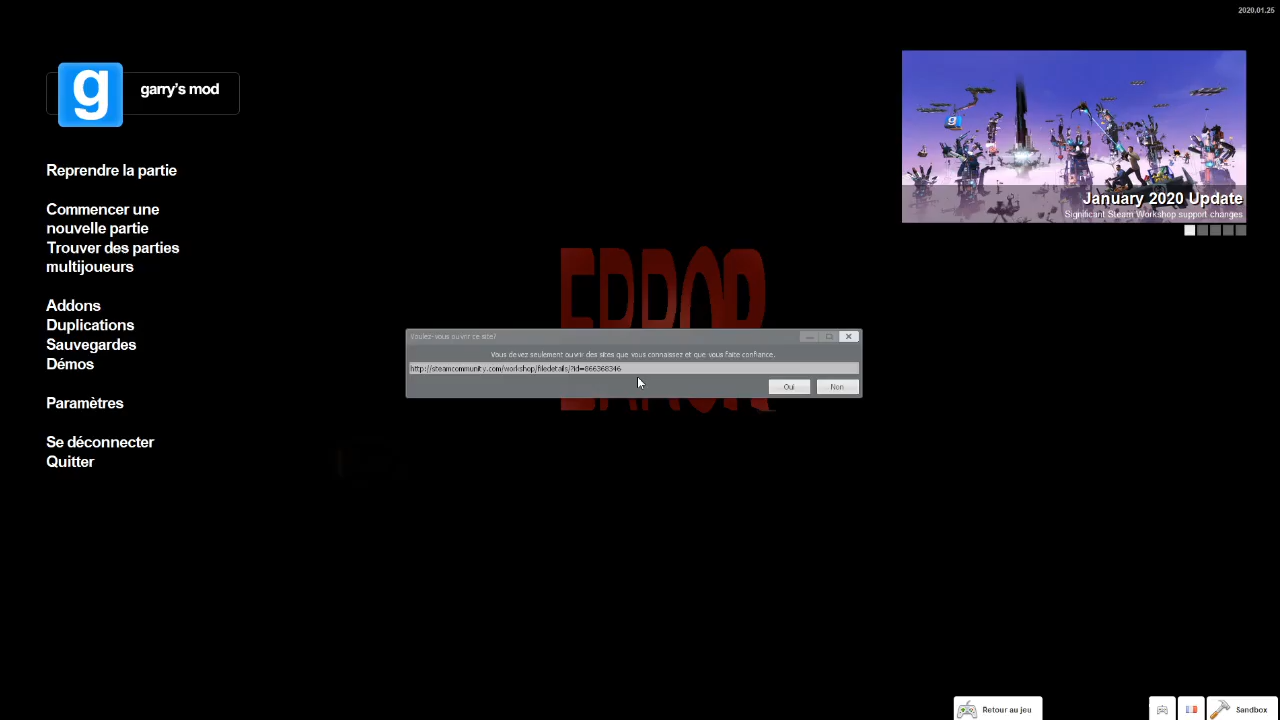 2020.01.25
g
garry's mod
Reprendre la partie
Commencer une
nouvelle partie
Trouver des parties
multijoueurs
Addons
Duplications
Sauvegardes
Démos
Paramètres
Se déconnecter
Quitter
g
January 2020 Update
Significant Steam Workshop support changes
ERROR
Voulez-vous ouvrir ce site?
Vous devez seulement ouvrir des sites que vous connaissez et que vous faite confiance.
http://steamcommunity.com/workshop/filedetails/?id=866368346
Oui
Non
Retour au jeu
Sandbox